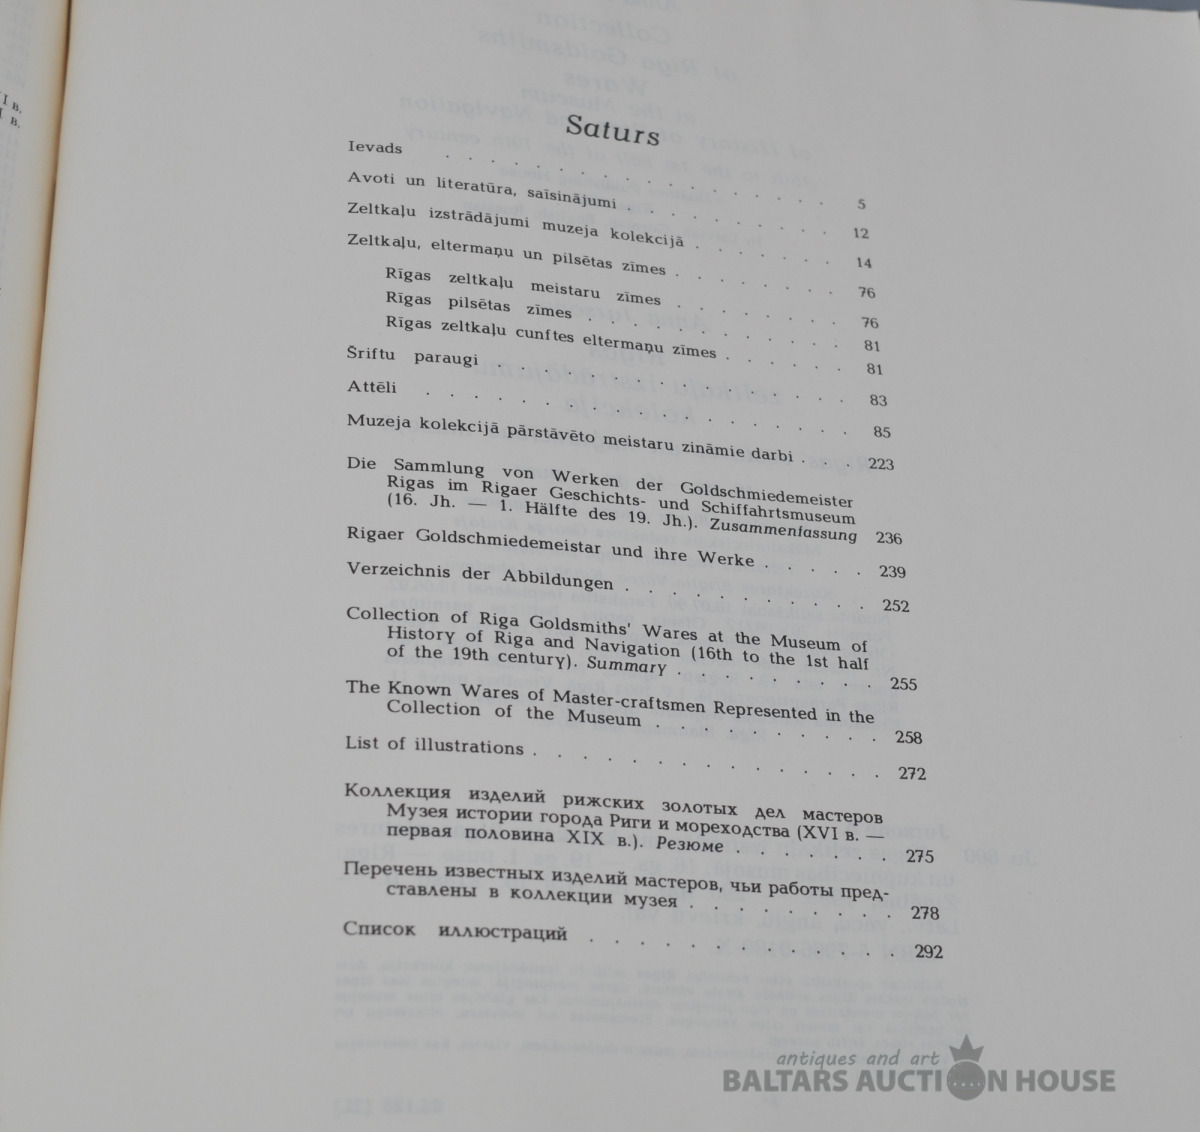 I в.
I в.
Saturs
Ievads . . . . . . . . . . . . . . 5
Avoti un literatūra, saīsinājumi . . . . . . . . 12
Zeltkaļu izstrādājumi muzeja kolekcijā . . . . . . 14
Zeltkaļu, eltermaņu un pilsētas zīmes . . . . . . 76
Rīgas zeltkaļu meistaru zīmes . . . . . . . 76
Rīgas pilsētas zīmes . . . . . . . . . 81
Rīgas zeltkaļu cunftes eltermaņu zīmes . . . . . 81
Šriftu paraugi . . . . . . . . . . . . 83
Attēli . . . . . . . . . . . . . . 85
Muzeja kolekcijā pārstāvēto meistaru zināmie darbi . . . 223
Die Sammlung von Werken der Goldschmiedemeister
Rigas im Rigaer Geschichts- und Schiffahrtsmuseum
(16. Jh. — 1. Hälfte des 19. Jh.). Zusammenfassung 236
Rigaer Goldschmiedemeistar und ihre Werke . . . . . 239
Verzeichnis der Abbildungen . . . . . . . . . 252
Collection of Riga Goldsmiths' Wares at the Museum of
History of Riga and Navigation (16th to the 1st half
of the 19th century). Summary . . . . . . . . 255
The Known Wares of Master-craftsmen Represented in the
Collection of the Museum . . . . . . . . . 258
List of illustrations . . . . . . . . . . . . 272
Коллекция изделий рижских золотых дел мастеров
Музея истории города Риги и мореходства (XVI в. —
первая половина XIX в.). Резюме . . . . . . 275
Перечень известных изделий мастеров, чьи работы пред-
ставлены в коллекции музея . . . . . . . . 278
Список иллюстраций . . . . . . . . . . . 292
antiques and art
BALTARS AUCTION HOUSE